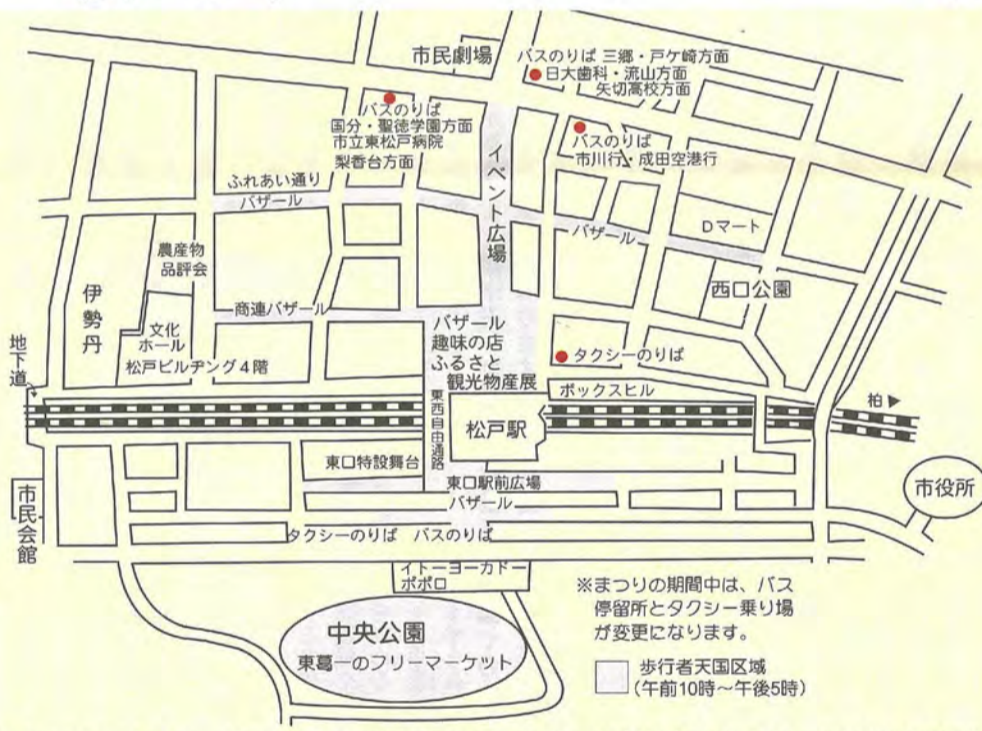 市民劇場
バスのりば 三郷・戸ケ崎方面
日大歯科・流山方面
矢切高校方面
バスのりば
国分・聖徳学園方面
市立東松戸病院
梨香台方面
バスのりば
市川行・成田空港行
イベント広場
ふれあい通り
バザール
バザール
Dマート
農産物
品評会
伊勢丹
西口公園
商連バザール
文化
ホール
松戸ビルヂング4階
バザール
趣味の店
ふるさと
観光物産展
タクシーのりば
ボックスヒル
地下道
柏▶
東西自由通路
松戸駅
東口特設舞台
東口駅前広場
バザール
市民会館
市役所
タクシーのりば バスのりば
イトーヨーカドー
ボボロ
中央公園
東葛一のフリーマーケット
※まつりの期間中は、バス
停留所とタクシー乗り場
が変更になります。
歩行者天国区域
(午前10時~午後5時)